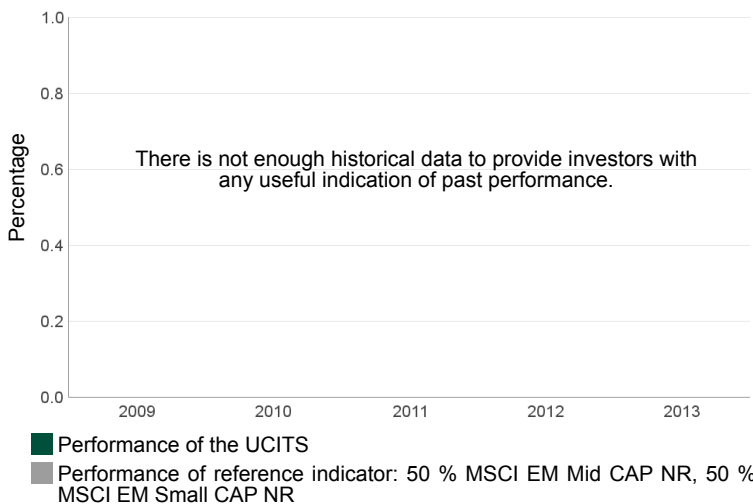 1.0
0.8
0.6
0.4
0.2
0.0
Percentage
There is not enough historical data to provide investors with
any useful indication of past performance.
2009 2010 2011 2012 2013
Performance of the UCITS
Performance of reference indicator: 50 % MSCI EM Mid CAP NR, 50 %
MSCI EM Small CAP NR